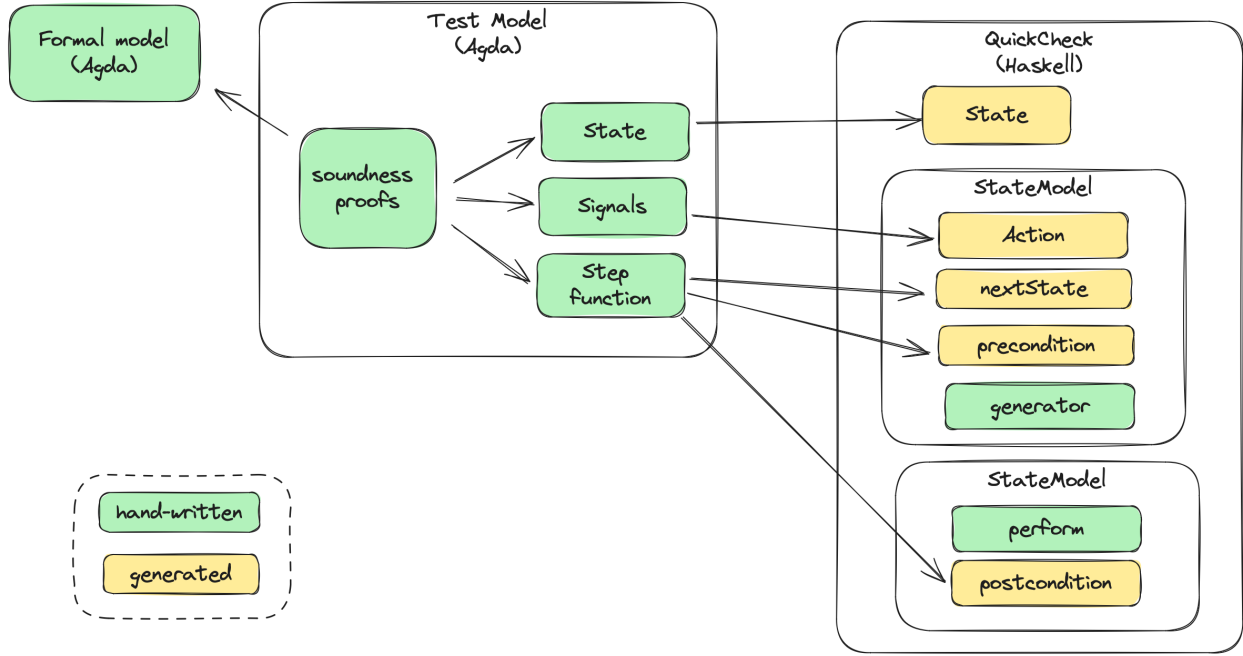 Formal model
(Agda)
Test Model
(Agda)
soundness
proofs
State
Signals
Step
function
QuickCheck
(Haskell)
State
StateModel
Action
nextState
precondition
generator
StateModel
perform
postcondition
hand-written
generated